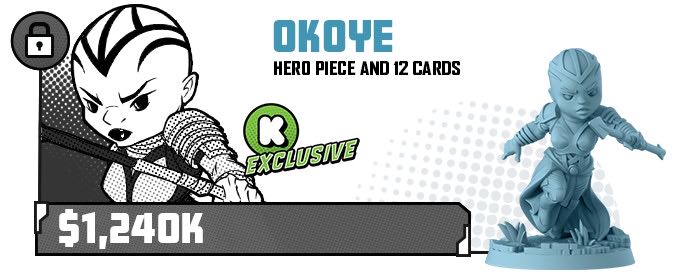 OKOYE
HERO PIECE AND 12 CARDS
K
EXCLUSIVE
$1,240K